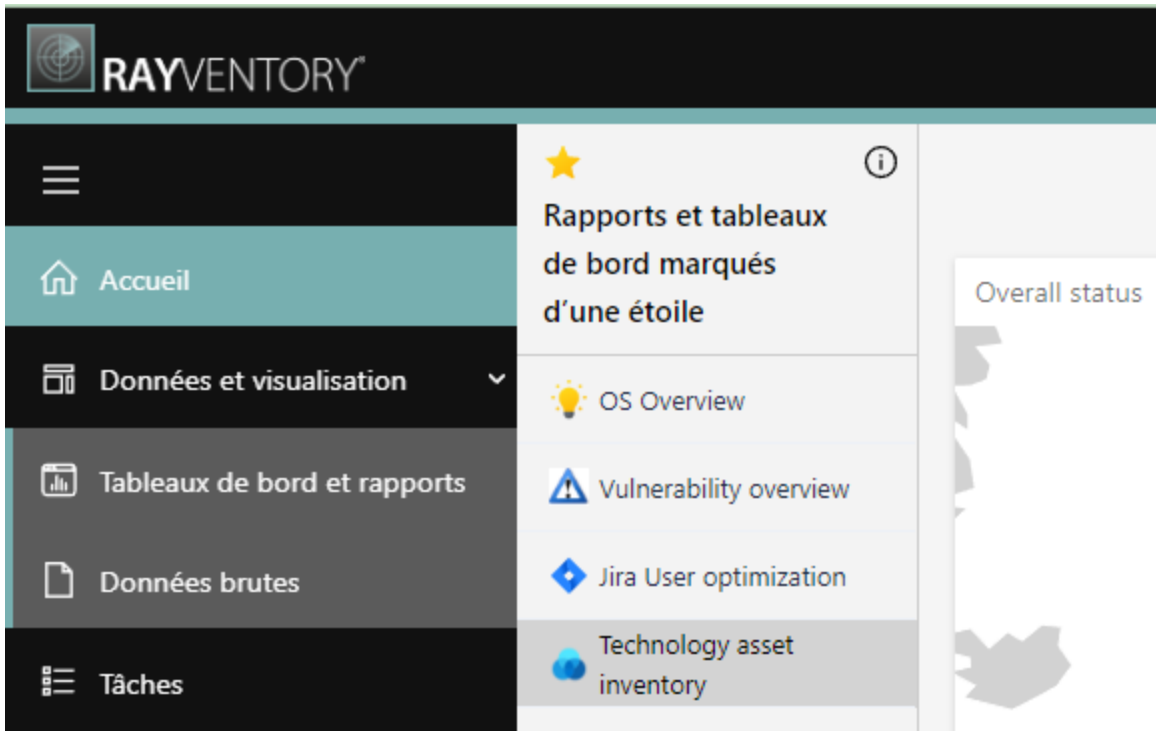 RAYVENTORY®
Accueil
Données et visualisation
Tableaux de bord et rapports
Données brutes
Tâches
Rapports et tableaux
de bord marqués
d’une étoile
OS Overview
Vulnerability overview
Jira User optimization
Technology asset
inventory
Overall status